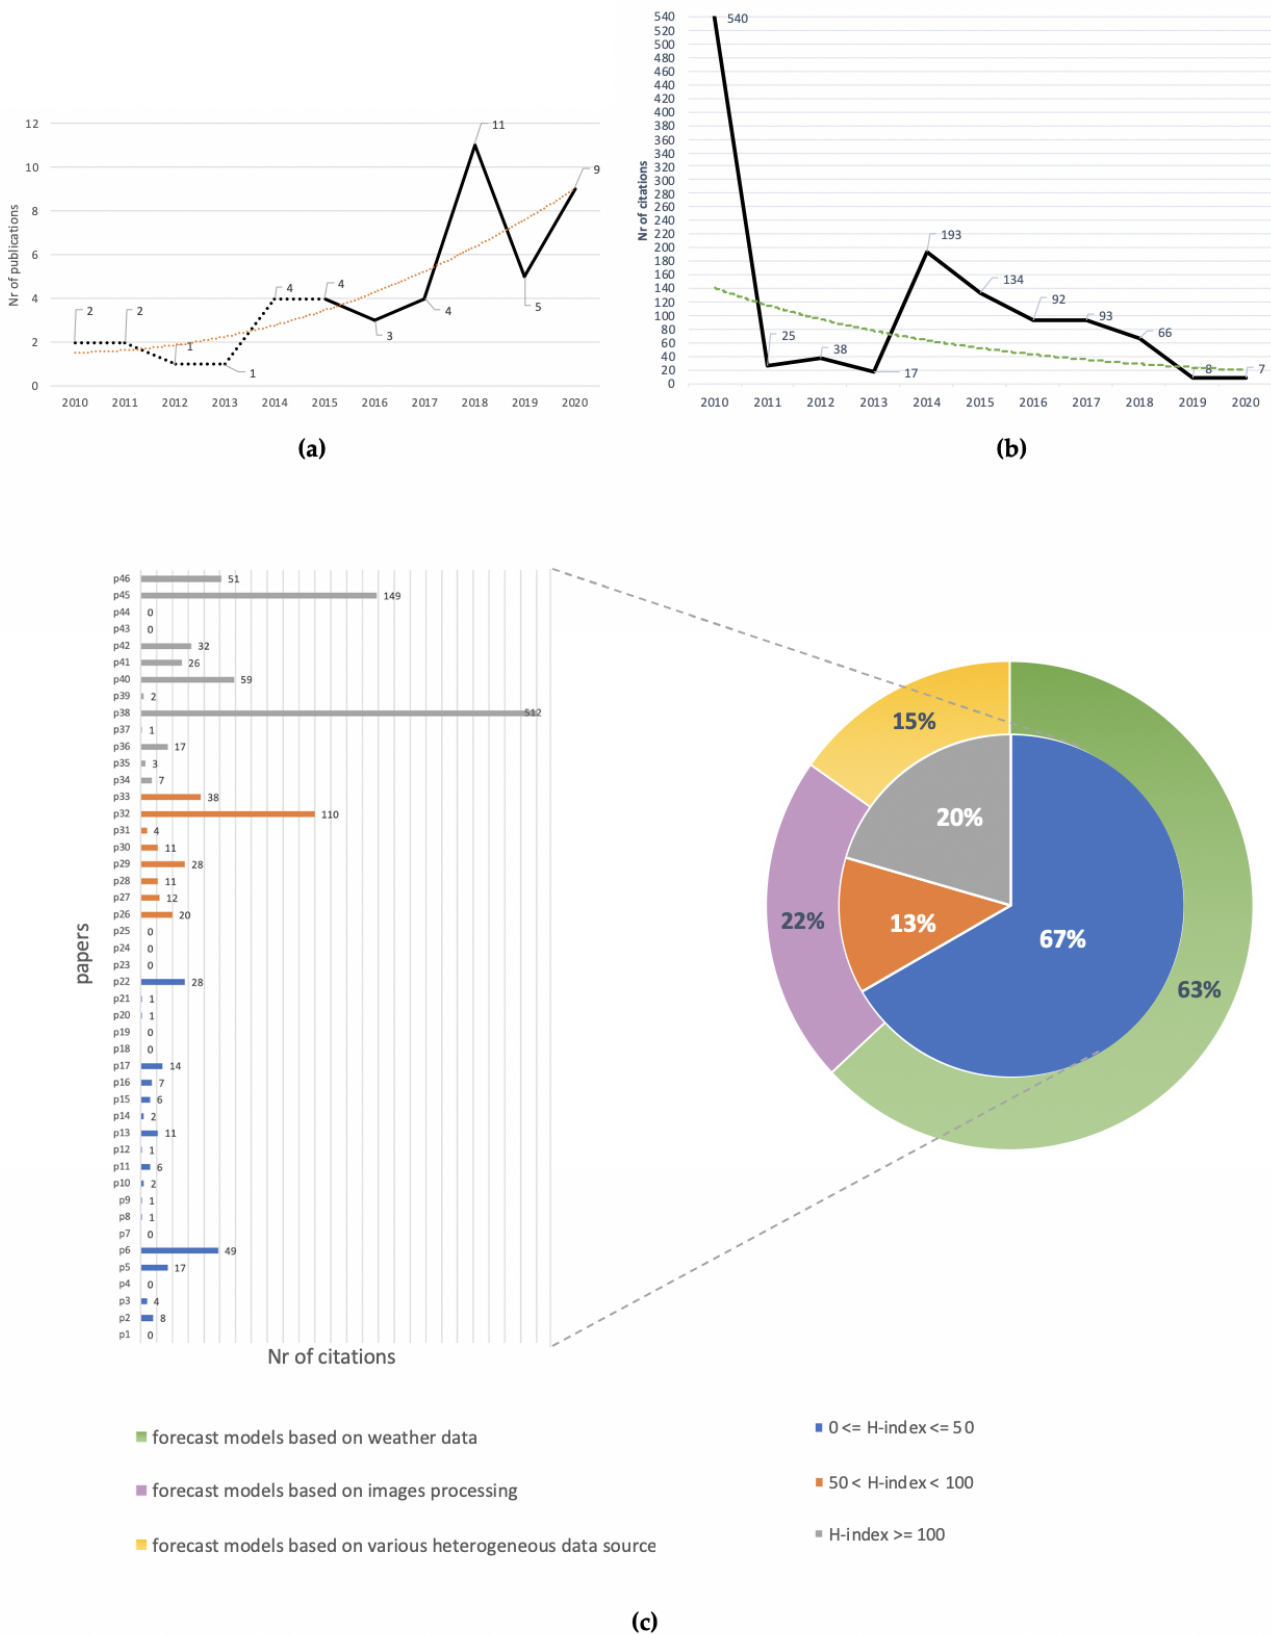 12
10
8
6
4
2
0
Nr of publications
2
2
1
1
4
4
3
4
11
5
9
2010 2011 2012 2013 2014 2015 2016 2017 2018 2019 2020
(a)
540
520
500
480
460
440
420
400
380
360
340
320
300
280
260
240
220
200
180
160
140
120
100
80
60
40
20
0
Nr of citations
540
25
38
17
193
134
92
93
66
8
7
2010 2011 2012 2013 2014 2015 2016 2017 2018 2019 2020
(b)
papers
p46 51
p45 149
p44 0
p43 0
p42 32
p41 26
p40 59
p39 2
p38 512
p37 1
p36 17
p35 3
p34 7
p33 38
p32 110
p31 4
p30 11
p29 28
p28 11
p27 12
p26 20
p25 0
p24 0
p23 0
p22 28
p21 1
p20 1
p19 0
p18 0
p17 14
p16 7
p15 6
p14 2
p13 11
p12 1
p11 6
p10 2
p9 1
p8 1
p7 0
p6 49
p5 17
p4 0
p3 4
p2 8
p1 0
Nr of citations
15%
20%
22%
13%
67%
63%
forecast models based on weather data
forecast models based on images processing
forecast models based on various heterogeneous data source
0 <= H-index <= 50
50 < H-index < 100
H-index >= 100
(c)